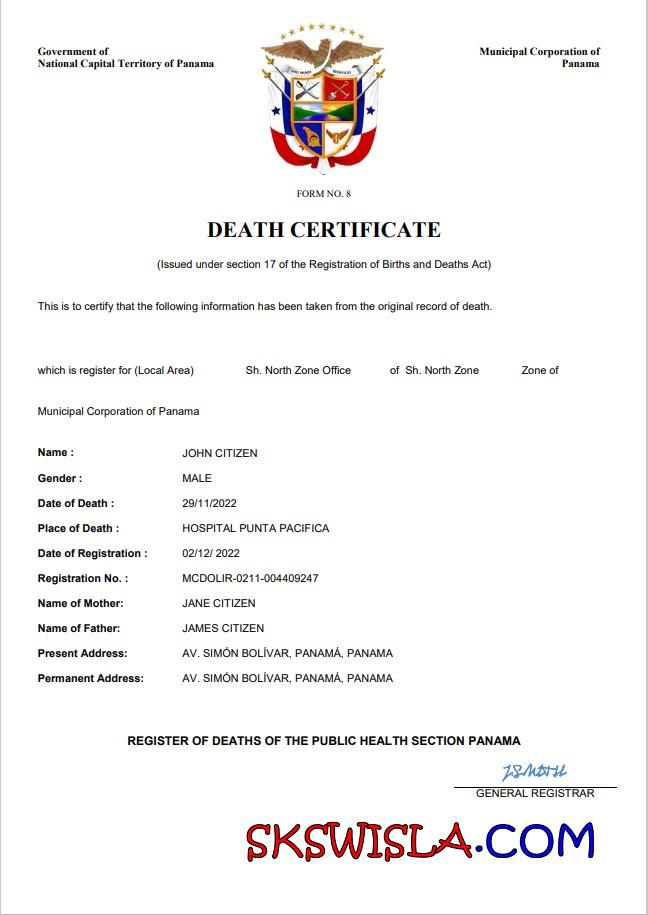 Government of
National Capital Territory of Panama
Municipal Corporation of
Panama
FORM NO. 8
DEATH CERTIFICATE
(Issued under section 17 of the Registration of Births and Deaths Act)
This is to certify that the following information has been taken from the original record of death.
which is register for (Local Area) Sh. North Zone Office of Sh. North Zone Zone of
Municipal Corporation of Panama
Name : JOHN CITIZEN
Gender : MALE
Date of Death : 29/11/2022
Place of Death : HOSPITAL PUNTA PACIFICA
Date of Registration : 02/12/ 2022
Registration No. : MCDOLIR-0211-004409247
Name of Mother: JANE CITIZEN
Name of Father: JAMES CITIZEN
Present Address: AV. SIMÓN BOLÍVAR, PANAMÁ, PANAMA
Permanent Address: AV. SIMÓN BOLÍVAR, PANAMÁ, PANAMA
REGISTER OF DEATHS OF THE PUBLIC HEALTH SECTION PANAMA
GENERAL REGISTRAR
SKSWISLA.COM